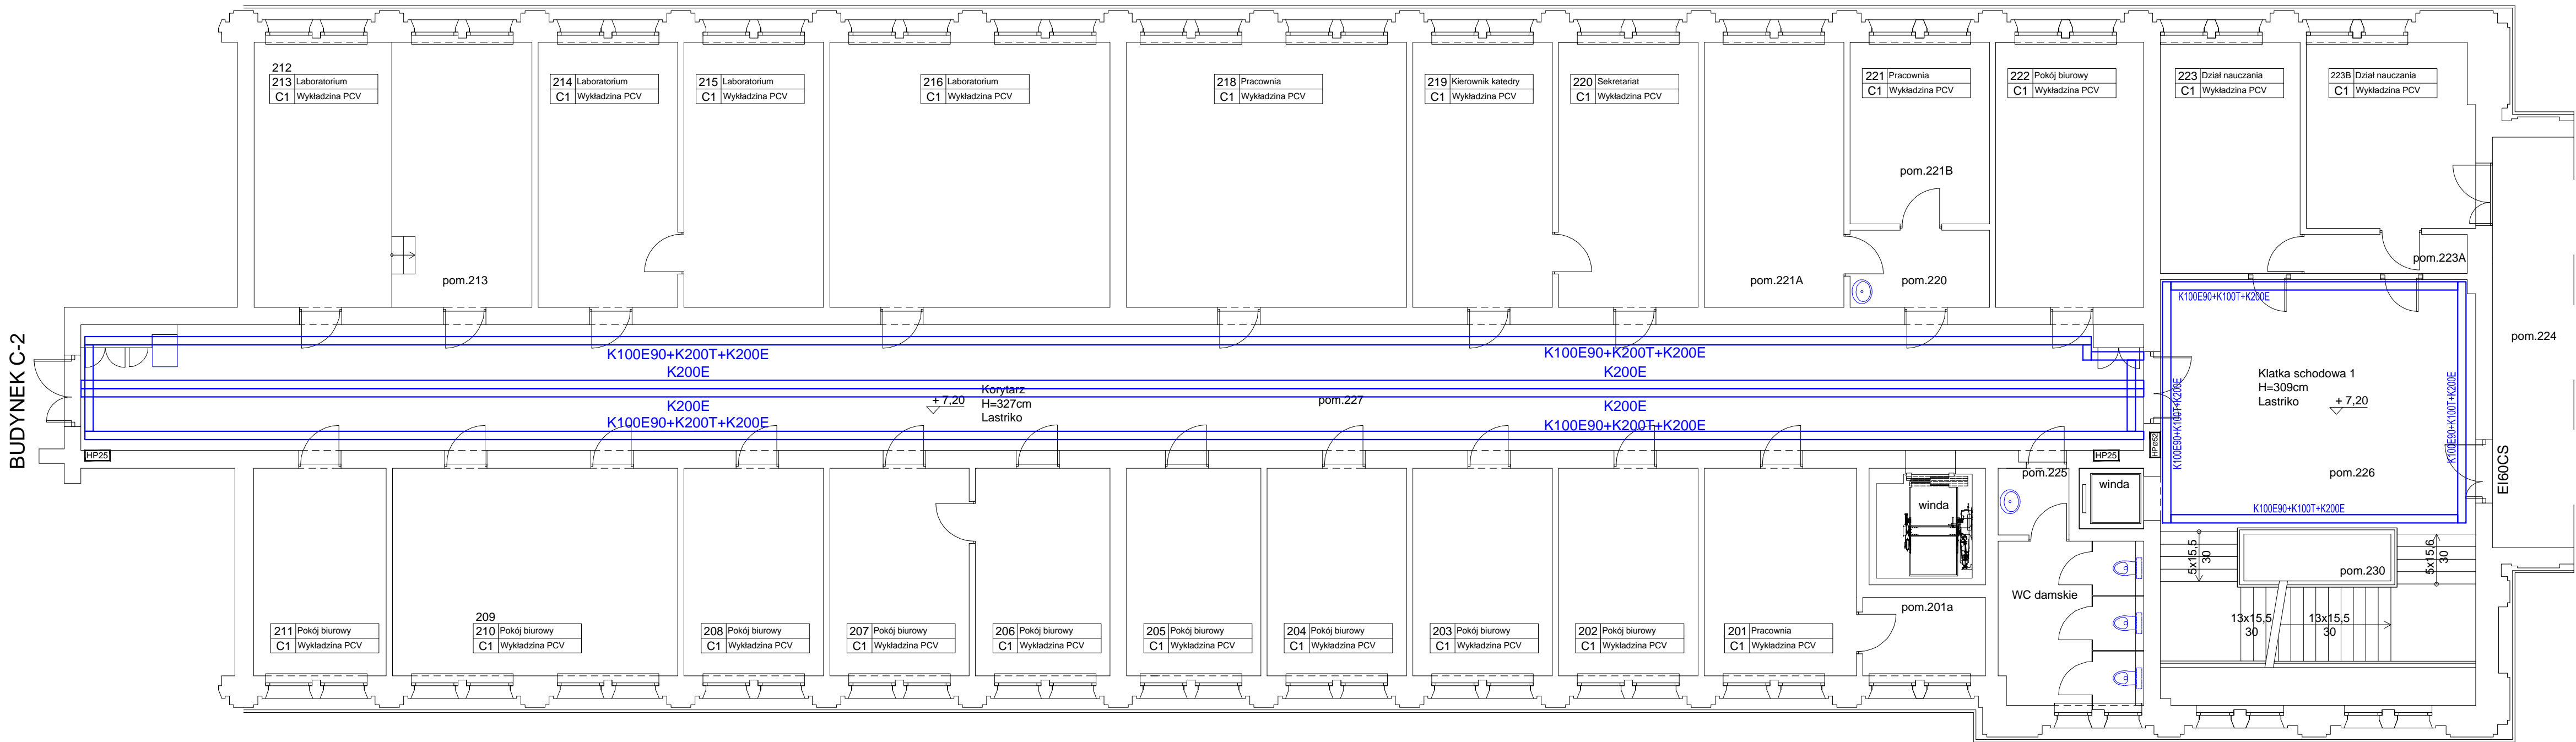 BUDYNEK C-2
212
213 Laboratorium
C1 Wykładzina PCV
pom.213
214 Laboratorium
C1 Wykładzina PCV
215 Laboratorium
C1 Wykładzina PCV
216 Laboratorium
C1 Wykładzina PCV
218 Pracownia
C1 Wykładzina PCV
219 Kierownik katedry
C1 Wykładzina PCV
220 Sekretariat
C1 Wykładzina PCV
pom.221A
221 Pracownia
C1 Wykładzina PCV
pom.221B
pom.220
222 Pokój biurowy
C1 Wykładzina PCV
223 Dział nauczania
C1 Wykładzina PCV
223B Dział nauczania
C1 Wykładzina PCV
pom.223A
pom.224
K100E90+K200T+K200E
K200E
K200E
K100E90+K200T+K200E
Korytarz
H=327cm
Lastriko
+ 7,20
pom.227
K100E90+K200T+K200E
K200E
K200E
K100E90+K200T+K200E
K100E90+K100T+K200E
K100E90+K100T+K200E
K100E90+K100T+K200E
K100E90+K100T+K200E
Klatka schodowa 1
H=309cm
Lastriko
+ 7,20
pom.226
EI60CS
HP25
HP25
HPø52
pom.225
winda
winda
WC damskie
pom.201a
211 Pokój biurowy
C1 Wykładzina PCV
209
210 Pokój biurowy
C1 Wykładzina PCV
208 Pokój biurowy
C1 Wykładzina PCV
207 Pokój biurowy
C1 Wykładzina PCV
206 Pokój biurowy
C1 Wykładzina PCV
205 Pokój biurowy
C1 Wykładzina PCV
204 Pokój biurowy
C1 Wykładzina PCV
203 Pokój biurowy
C1 Wykładzina PCV
202 Pokój biurowy
C1 Wykładzina PCV
201 Pracownia
C1 Wykładzina PCV
5x15,5
30
5x15,6
30
pom.230
13x15,5
30
13x15,5
30